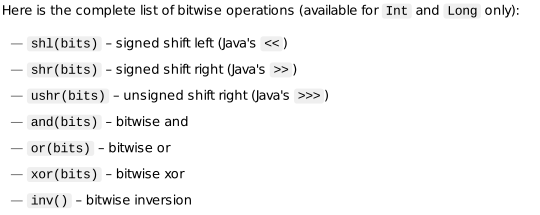 Here is the complete list of bitwise operations (available for Int and Long only):
— shl(bits) – signed shift left (Java's <<)
— shr(bits) – signed shift right (Java's >>)
— ushr(bits) – unsigned shift right (Java's >>>)
— and(bits) – bitwise and
— or(bits) – bitwise or
— xor(bits) – bitwise xor
— inv() – bitwise inversion